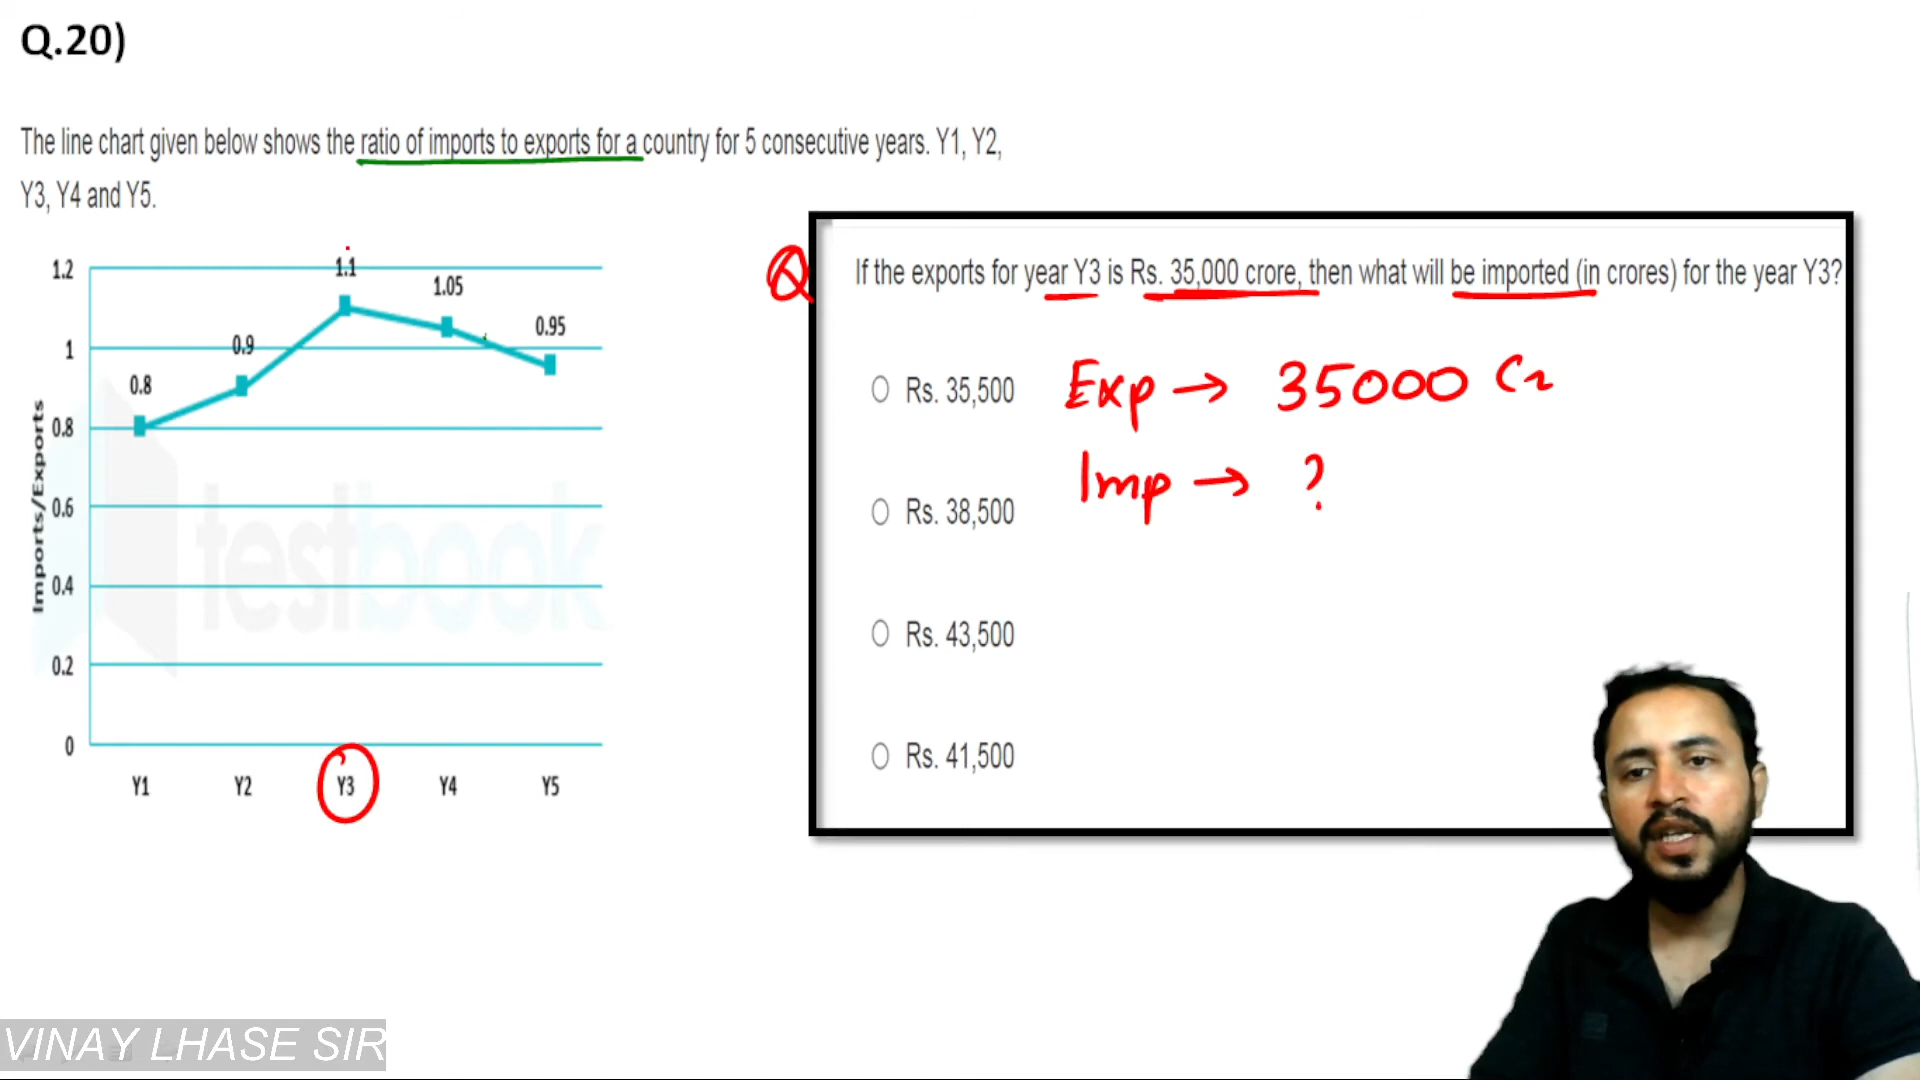 Q.20)
The line chart given below shows the ratio of imports to exports for a country for 5 consecutive years. Y1, Y2,
Y3, Y4 and Y5.
Imports/Exports
1.2
1
0.8
0.6
0.4
0.2
0
0.8
0.9
1.1
1.05
0.95
Y1 Y2 Y3 Y4 Y5
testbook
Q
If the exports for year Y3 is Rs. 35,000 crore, then what will be imported (in crores) for the year Y3?
Rs. 35,500
Rs. 38,500
Rs. 43,500
Rs. 41,500
Exp → 35000 Cr
Imp → ?
VINAY LHASE SIR